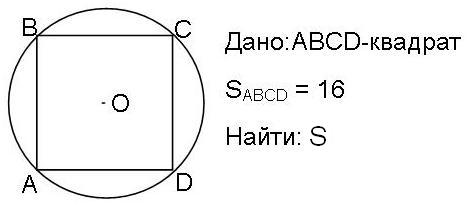 B
C
O
A
D
Дано:ABCD-квадрат
S_ABCD = 16
Найти: S